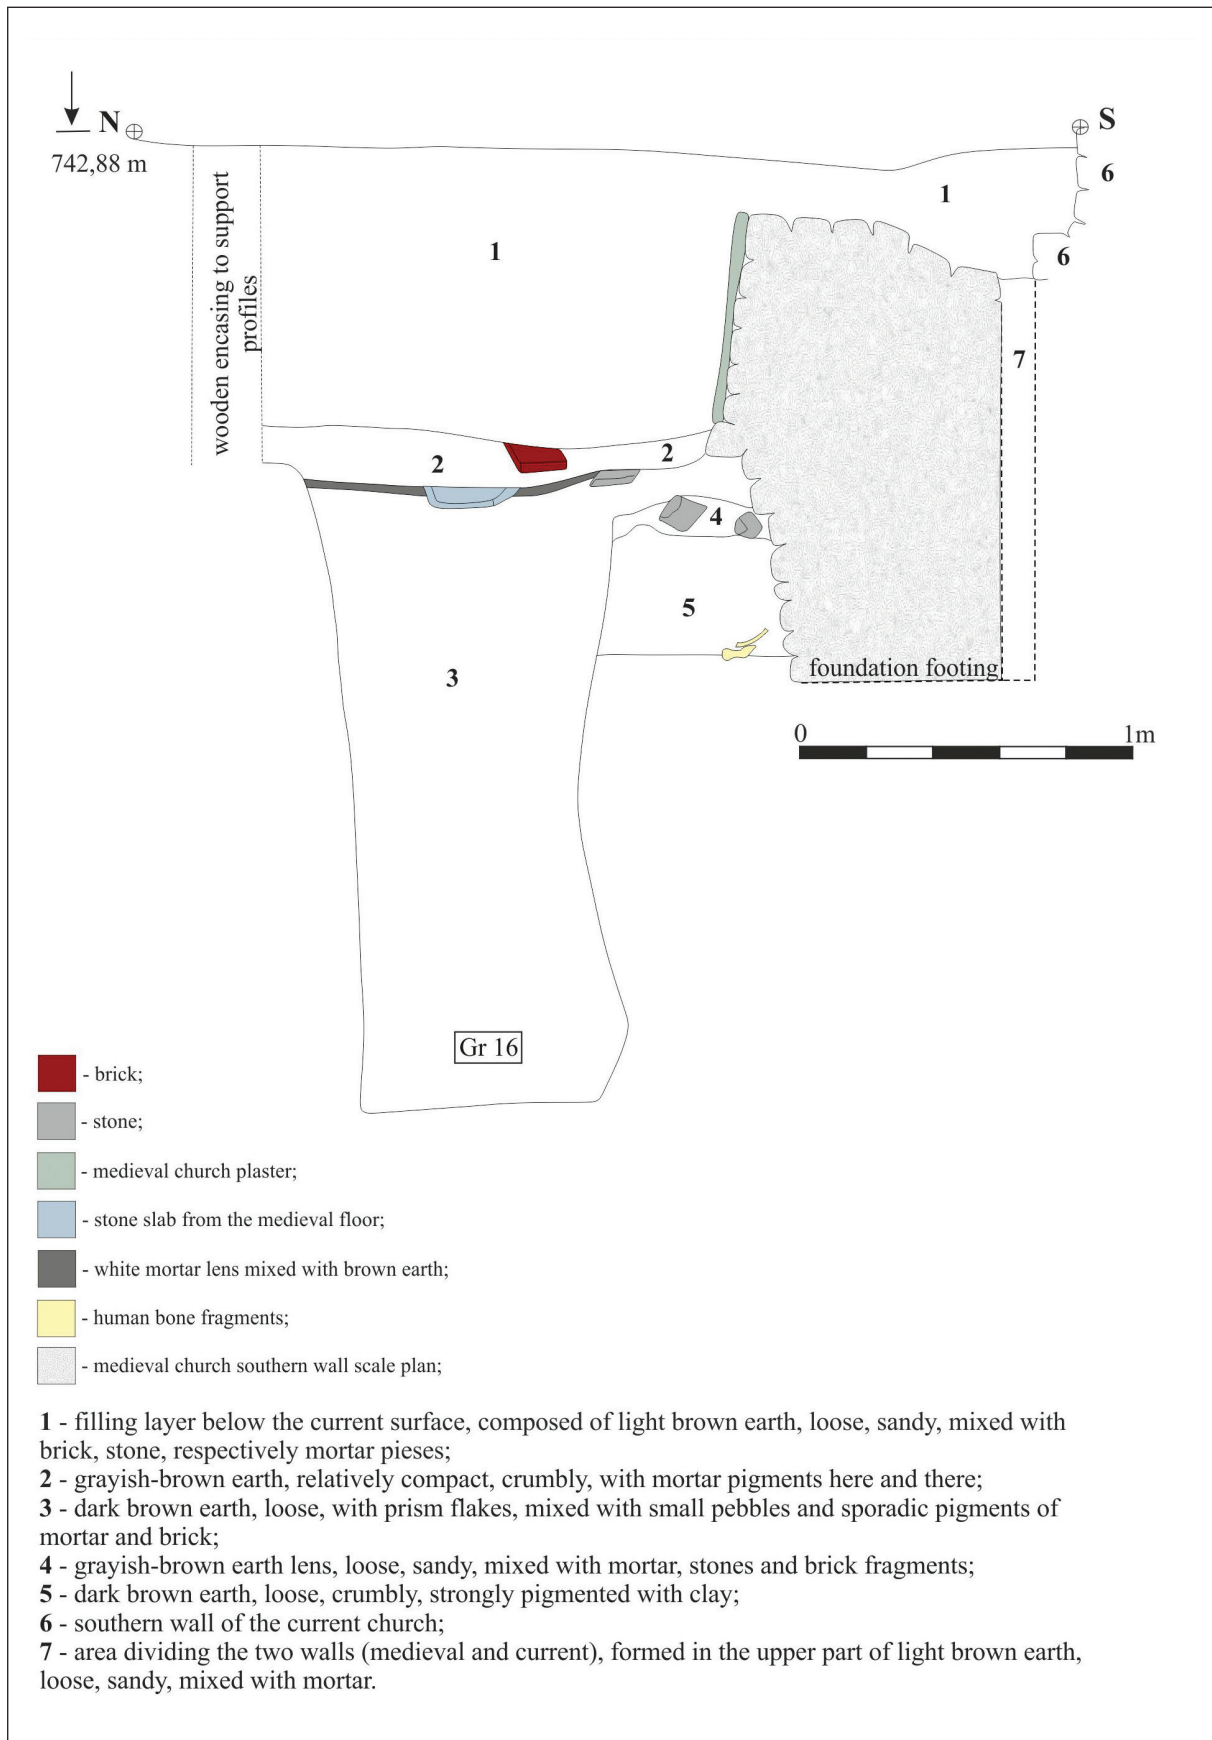 N
S
742,88 m
6
1
wooden encasing to support
profiles
1
6
7
2
2
4
5
foundation footing
3
0
1m
Gr 16
- brick;
- stone;
- medieval church plaster;
- stone slab from the medieval floor;
- white mortar lens mixed with brown earth;
- human bone fragments;
- medieval church southern wall scale plan;
1 - filling layer below the current surface, composed of light brown earth, loose, sandy, mixed with
brick, stone, respectively mortar pieses;
2 - grayish-brown earth, relatively compact, crumbly, with mortar pigments here and there;
3 - dark brown earth, loose, with prism flakes, mixed with small pebbles and sporadic pigments of
mortar and brick;
4 - grayish-brown earth lens, loose, sandy, mixed with mortar, stones and brick fragments;
5 - dark brown earth, loose, crumbly, strongly pigmented with clay;
6 - southern wall of the current church;
7 - area dividing the two walls (medieval and current), formed in the upper part of light brown earth,
loose, sandy, mixed with mortar.